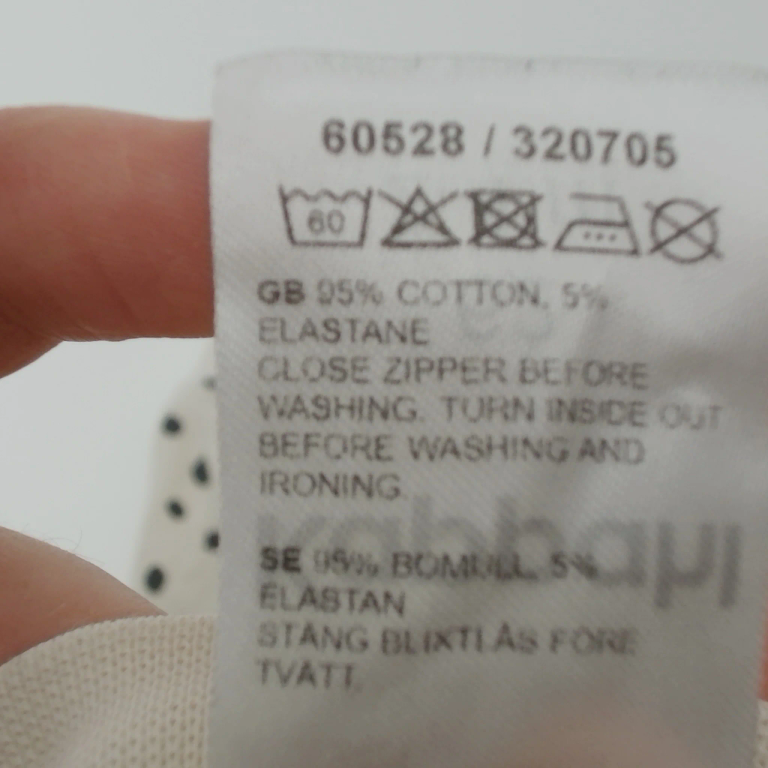 60528 / 320705
60
GB 95% COTTON, 5%
ELASTANE
CLOSE ZIPPER BEFORE
WASHING. TURN INSIDE OUT
BEFORE WASHING AND
IRONING.
SE 95% BOMULL, 5%
ELASTAN
STÄNG BLIXTLÅS FÖRE
TVÄTT.